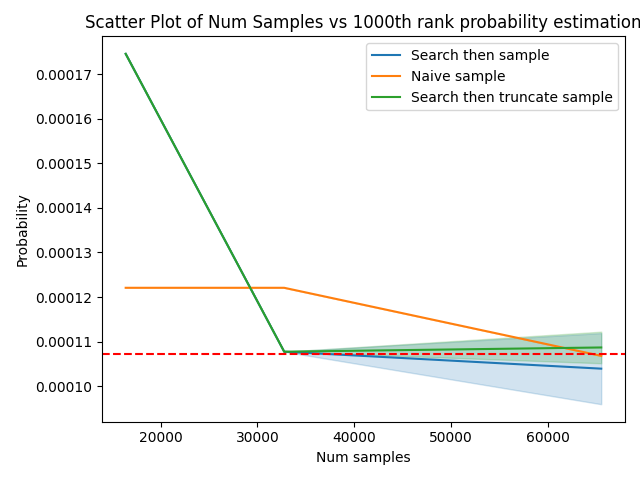 Scatter Plot of Num Samples vs 1000th rank probability estimation
Search then sample
Naive sample
Search then truncate sample
0.00017
0.00016
0.00015
0.00014
0.00013
0.00012
0.00011
0.00010
Probability
20000
30000
40000
50000
60000
Num samples